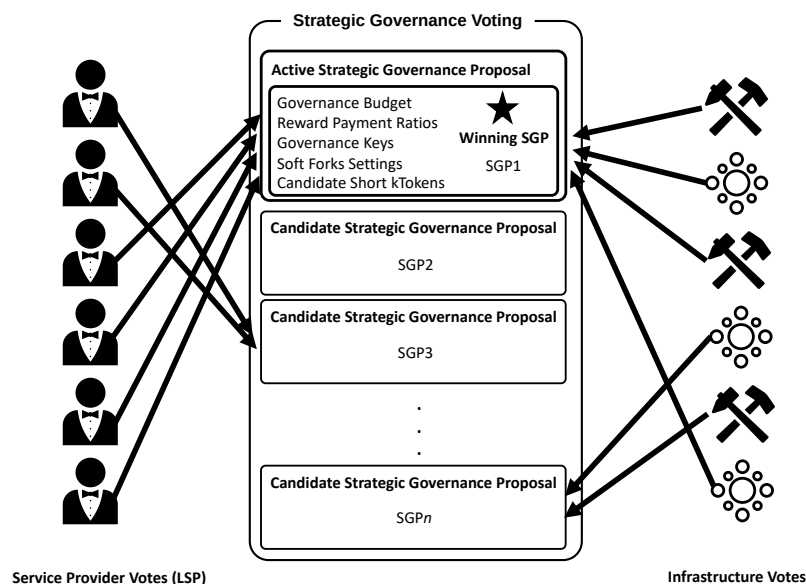 Strategic Governance Voting
Active Strategic Governance Proposal
Governance Budget
Reward Payment Ratios
Governance Keys
Soft Forks Settings
Candidate Short kTokens
Winning SGP
SGP1
Candidate Strategic Governance Proposal
SGP2
Candidate Strategic Governance Proposal
SGP3
.
.
.
Candidate Strategic Governance Proposal
SGPn
Service Provider Votes (LSP)
Infrastructure Votes